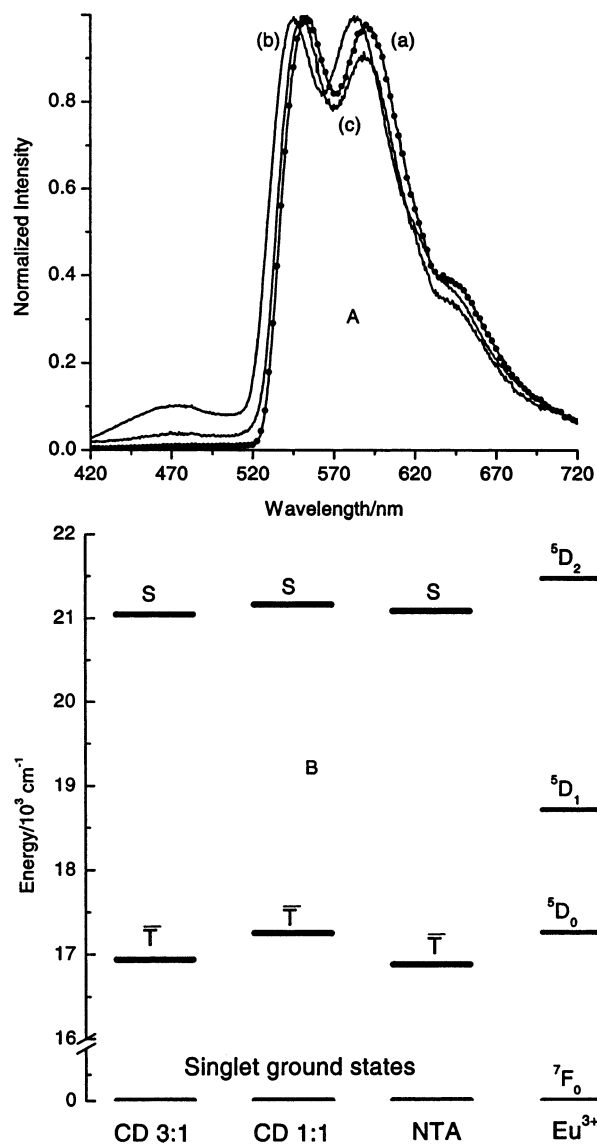 (b)
(a)
(c)
A
Normalized Intensity
0.8
0.6
0.4
0.2
0.0
420 470 520 570 620 670 720
Wavelength/nm
22
21
20
19
18
17
16
0
Energy/10³ cm⁻¹
S S S ⁵D₂
B
⁵D₁
T̅ T̅ T̅ ⁵D₀
Singlet ground states
⁷F₀
CD 3:1 CD 1:1 NTA Eu³⁺